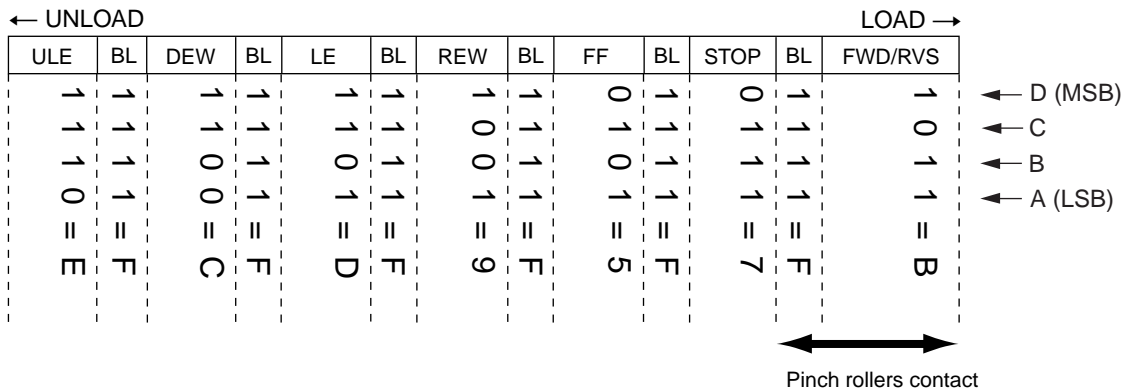 ← UNLOAD LOAD →
ULE BL DEW BL LE BL REW BL FF BL STOP BL FWD/RVS
1 1 1 1 1 1 1 1 0 1 0 1 1 ← D (MSB)
1 1 1 1 1 1 0 1 1 1 1 1 0 ← C
1 1 0 1 0 1 0 1 0 1 1 1 1 ← B
0 1 0 1 1 1 1 1 1 1 1 1 1 ← A (LSB)
= = = = = = = = = = = = =
E F C F D F 9 F 5 F 7 F B
Pinch rollers contact